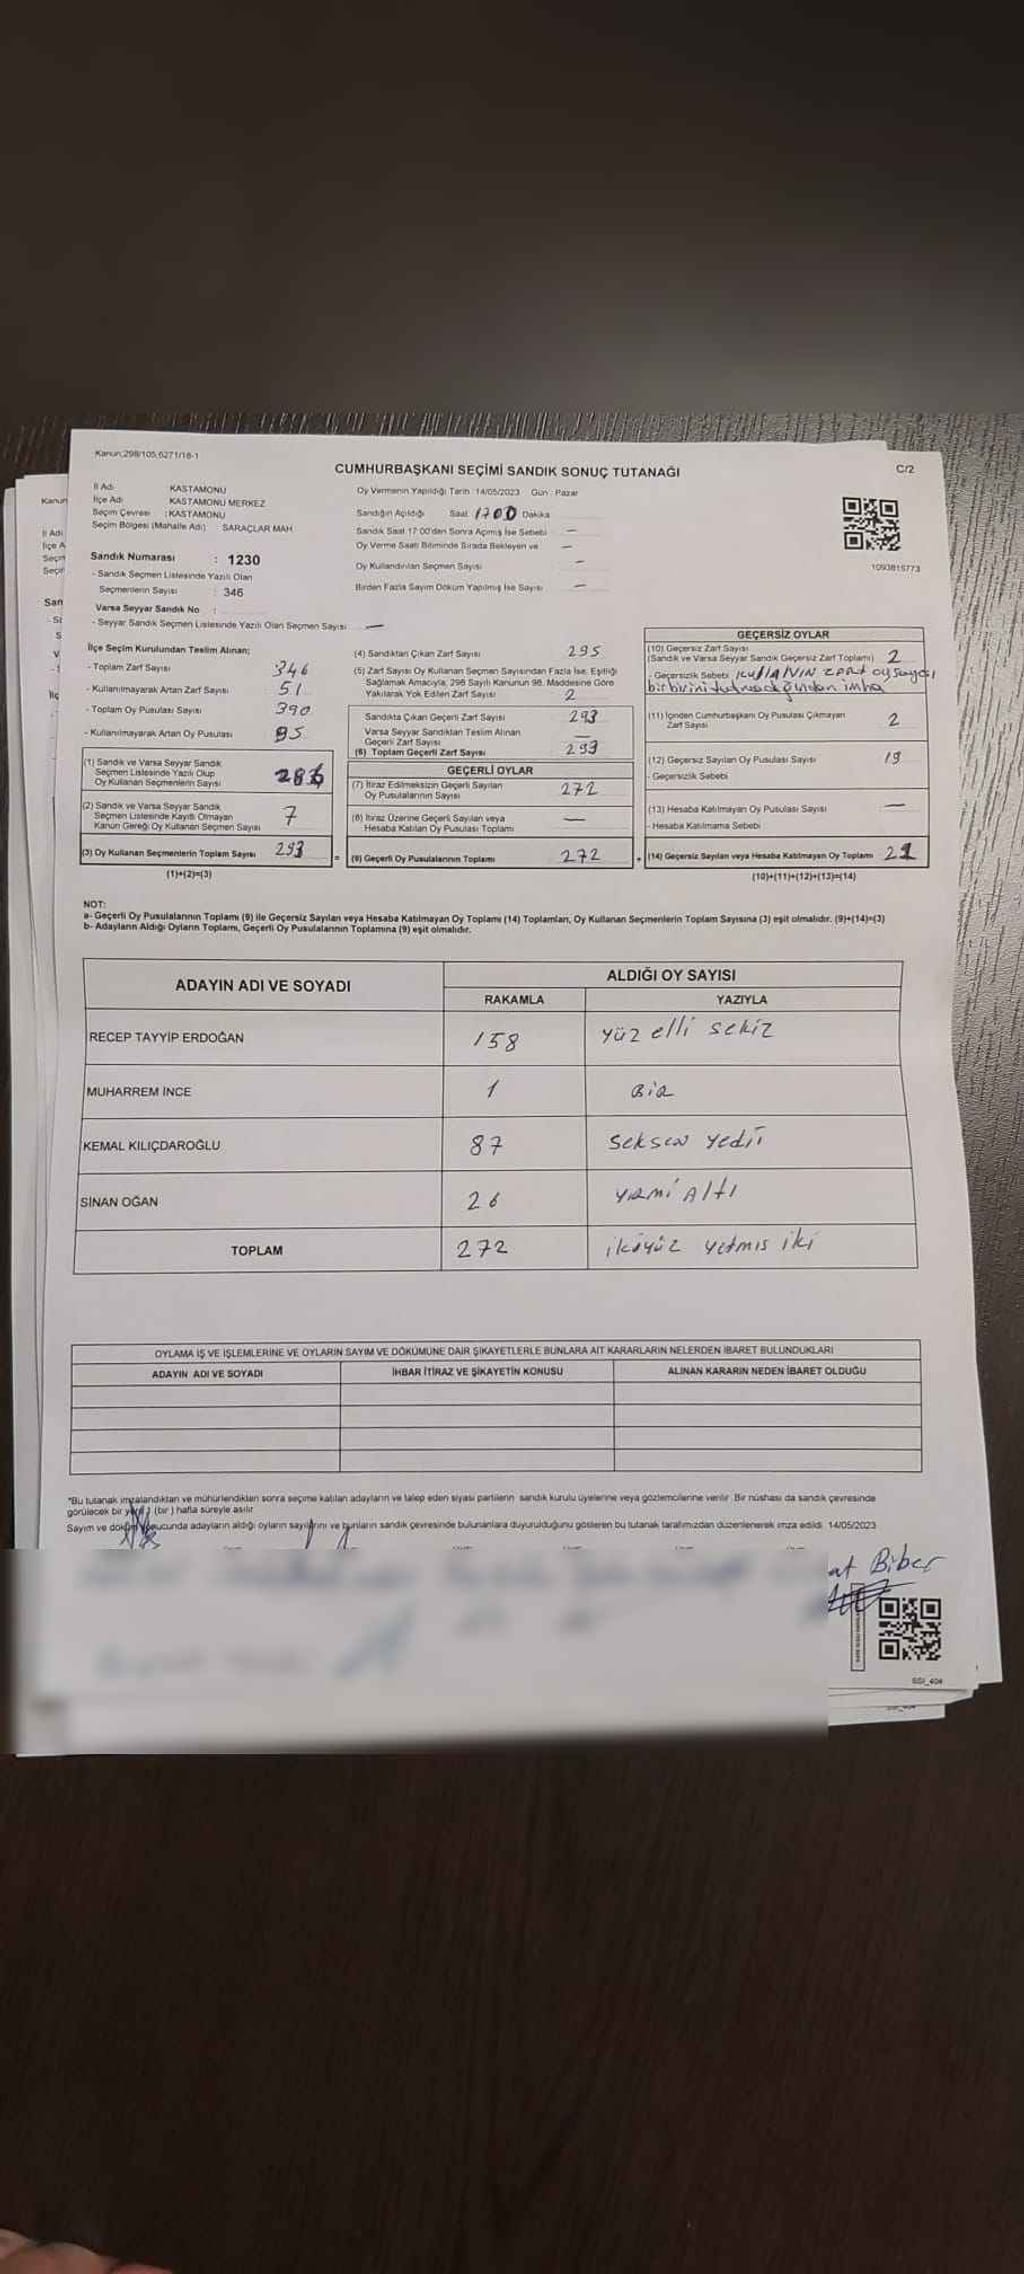 Kanun;298/105,6271/18-1
CUMHURBAŞKANI SEÇİMİ SANDIK SONUÇ TUTANAĞI
C/2
İl Adı KASTAMONU
İlçe Adı KASTAMONU MERKEZ
Seçim Çevresi :KASTAMONU
Seçim Bölgesi (Mahalle Adı) SARAÇLAR MAH
Sandık Numarası : 1230
- Sandık Seçmen Listesinde Yazılı Olan
Seçmenlerin Sayısı : 346
Varsa Seyyar Sandık No :
- Seyyar Sandık Seçmen Listesinde Yazılı Olan Seçmen Sayısı —
Oy Vermenin Yapıldığı Tarih : 14/05/2023 Gün : Pazar
Sandığın Açıldığı Saat 1700 Dakika
Sandık Saat 17:00'dan Sonra Açılmış İse Sebebi —
Oy Verme Saati Bitiminde Sırada Bekleyen ve —
Oy Kullandırılan Seçmen Sayısı —
Birden Fazla Sayım Döküm Yapılmış İse Sayısı —
1093815773
İlçe Seçim Kurulundan Teslim Alınan;
- Toplam Zarf Sayısı 346
- Kullanılmayarak Artan Zarf Sayısı 51
- Toplam Oy Pusulası Sayısı 390
- Kullanılmayarak Artan Oy Pusulası 95
(1) Sandık ve Varsa Seyyar Sandık
Seçmen Listesinde Yazılı Olup
Oy Kullanan Seçmenlerin Sayısı 286
(2) Sandık ve Varsa Seyyar Sandık
Seçmen Listesinde Kayıtlı Olmayan
Kanun Gereği Oy Kullanan Seçmen Sayısı 7
(3) Oy Kullanan Seçmenlerin Toplam Sayısı 293
(1)+(2)=(3)
(4) Sandıktan Çıkan Zarf Sayısı 295
(5) Zarf Sayısı Oy Kullanan Seçmen Sayısından Fazla İse, Eşitliği
Sağlamak Amacıyla, 298 Sayılı Kanunun 98. Maddesine Göre
Yakılarak Yok Edilen Zarf Sayısı 2
Sandıkta Çıkan Geçerli Zarf Sayısı 293
Varsa Seyyar Sandıktan Teslim Alınan
Geçerli Zarf Sayısı —
(6) Toplam Geçerli Zarf Sayısı 293
GEÇERLİ OYLAR
(7) İtiraz Edilmeksizin Geçerli Sayılan
Oy Pusulalarının Sayısı 272
(8) İtiraz Üzerine Geçerli Sayılan veya
Hesaba Katılan Oy Pusulası Toplamı —
= (9) Geçerli Oy Pusulalarının Toplamı 272
GEÇERSİZ OYLAR
(10) Geçersiz Zarf Sayısı
(Sandık ve Varsa Seyyar Sandık Geçersiz Zarf Toplamı) 2
- Geçersizlik Sebebi kullanılan zarf oy sayısı
birbirini tutmadığından imha
(11) İçinden Cumhurbaşkanı Oy Pusulası Çıkmayan
Zarf Sayısı 2
(12) Geçersiz Sayılan Oy Pusulası Sayısı 19
- Geçersizlik Sebebi
(13) Hesaba Katılmayan Oy Pusulası Sayısı —
- Hesaba Katılmama Sebebi
+ (14) Geçersiz Sayılan veya Hesaba Katılmayan Oy Toplamı 21
(10)+(11)+(12)+(13)=(14)
NOT:
a- Geçerli Oy Pusulalarının Toplamı (9) ile Geçersiz Sayılan veya Hesaba Katılmayan Oy Toplamı (14) Toplamları, Oy Kullanan Seçmenlerin Toplam Sayısına (3) eşit olmalıdır. (9)+(14)=(3)
b- Adayların Aldığı Oyların Toplamı, Geçerli Oy Pusulalarının Toplamına (9) eşit olmalıdır.
ADAYIN ADI VE SOYADI
ALDIĞI OY SAYISI
RAKAMLA YAZIYLA
RECEP TAYYİP ERDOĞAN 158 yüz elli sekiz
MUHARREM İNCE 1 Bir
KEMAL KILIÇDAROĞLU 87 seksen yedi
SİNAN OĞAN 26 yirmi Altı
TOPLAM 272 ikiyüz yetmis iki
OYLAMA İŞ VE İŞLEMLERİNE VE OYLARIN SAYIM VE DÖKÜMÜNE DAİR ŞİKAYETLERLE BUNLARA AİT KARARLARIN NELERDEN İBARET BULUNDUKLARI
ADAYIN ADI VE SOYADI İHBAR İTİRAZ VE ŞİKAYETİN KONUSU ALINAN KARARIN NEDEN İBARET OLDUĞU
*Bu tutanak imzalandıktan ve mühürlendikten sonra seçime katılan adayların ve talep eden siyasi partilerin sandık kurulu üyelerine veya gözlemcilerine verilir. Bir nüshası da sandık çevresinde
görülecek bir yere 1 (bir) hafta süreyle asılır.
Sayım ve döküm sonucunda adayların aldığı oyların sayılarını ve bunların sandık çevresinde bulunanlara duyurulduğunu gösteren bu tutanak tarafımızdan düzenlenerek imza edildi. 14/05/2023
at Biber